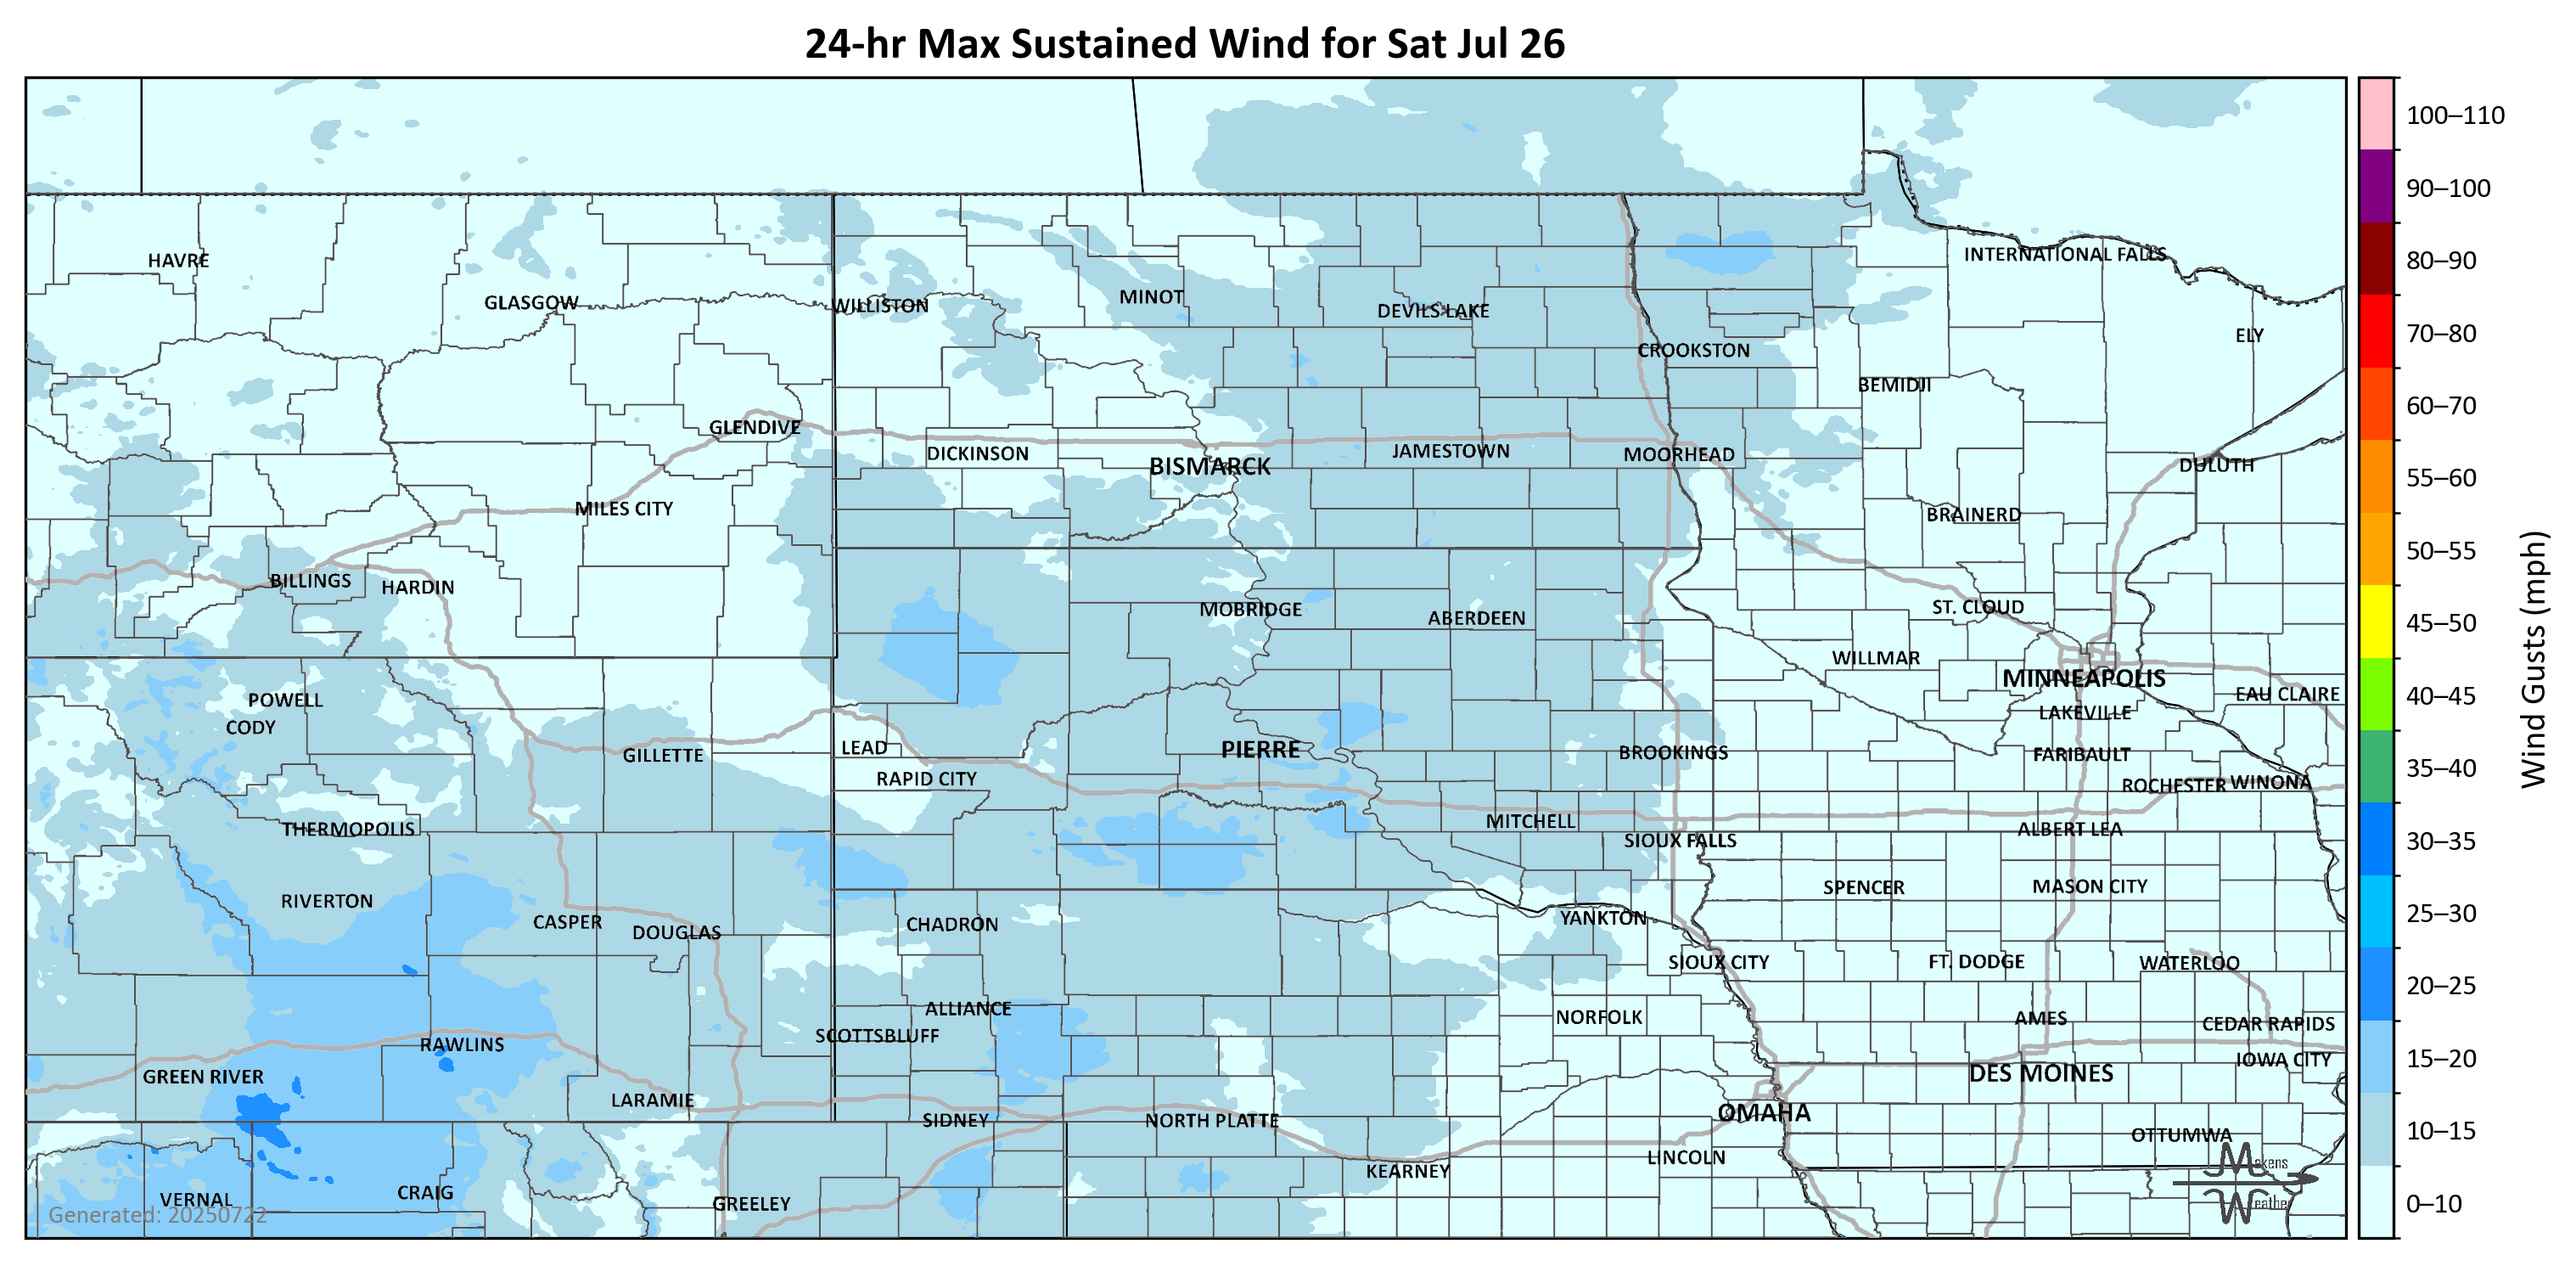 24-hr Max Sustained Wind for Sat Jul 26
100–110
90–100
80–90
70–80
60–70
55–60
50–55
45–50
40–45
35–40
30–35
25–30
20–25
15–20
10–15
0–10
Wind Gusts (mph)
HAVRE
GLASGOW
WILLISTON
MINOT
DEVILS LAKE
INTERNATIONAL FALLS
ELY
CROOKSTON
BEMIDJI
GLENDIVE
DICKINSON
BISMARCK
JAMESTOWN
MOORHEAD
DULUTH
MILES CITY
BRAINERD
BILLINGS
HARDIN
MOBRIDGE
ABERDEEN
ST. CLOUD
WILLMAR
MINNEAPOLIS
EAU CLAIRE
POWELL
CODY
LAKEVILLE
GILLETTE
LEAD
PIERRE
BROOKINGS
FARIBAULT
RAPID CITY
ROCHESTER
WINONA
THERMOPOLIS
MITCHELL
ALBERT LEA
SIOUX FALLS
SPENCER
MASON CITY
RIVERTON
CASPER
DOUGLAS
CHADRON
YANKTON
SIOUX CITY
FT. DODGE
WATERLOO
ALLIANCE
NORFOLK
AMES
CEDAR RAPIDS
SCOTTSBLUFF
RAWLINS
IOWA CITY
GREEN RIVER
DES MOINES
LARAMIE
SIDNEY
NORTH PLATTE
OMAHA
OTTUMWA
KEARNEY
LINCOLN
VERNAL
CRAIG
GREELEY
Makens
Weather
Generated: 20250722